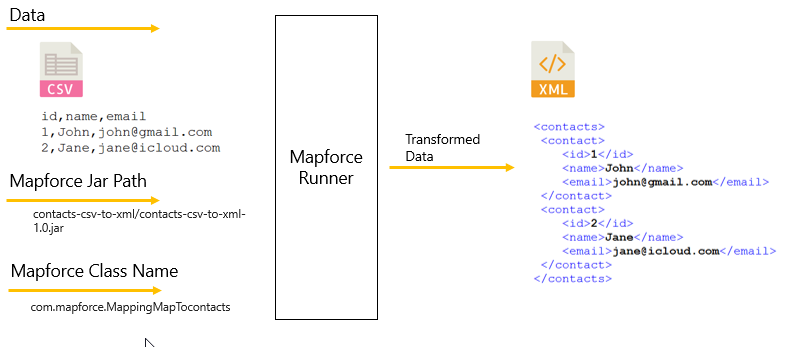 Data
CSV
id,name,email
1,John,john@gmail.com
2,Jane,jane@icloud.com
Mapforce Jar Path
contacts-csv-to-xml/contacts-csv-to-xml-
1.0.jar
Mapforce Class Name
com.mapforce.MappingMapTocontacts
Mapforce
Runner
Transformed
Data
XML
<contacts>
<contact>
<id>1</id>
<name>John</name>
<email>john@gmail.com</email>
</contact>
<contact>
<id>2</id>
<name>Jane</name>
<email>jane@icloud.com</email>
</contact>
</contacts>